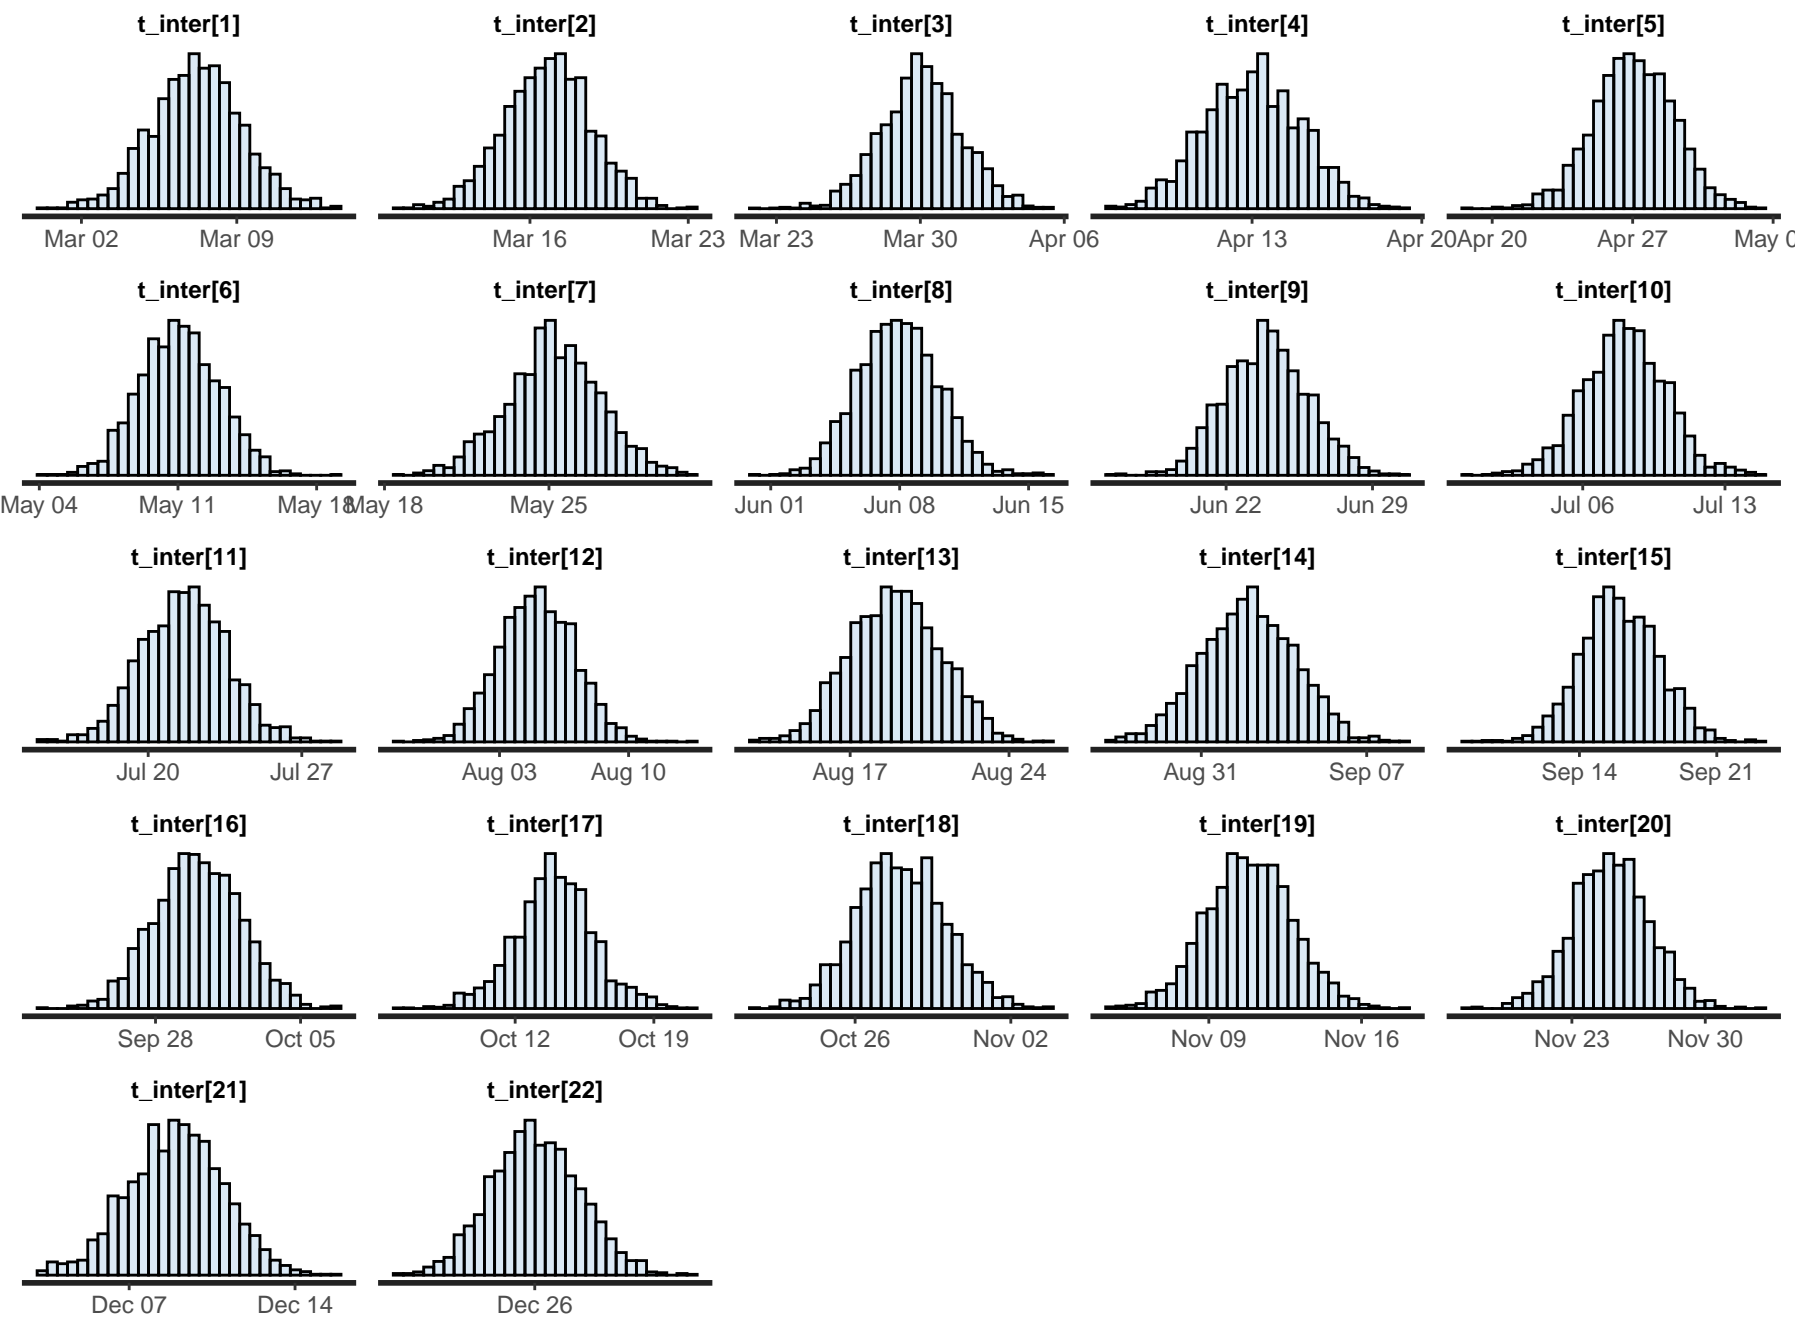 t_inter[1] t_inter[2] t_inter[3] t_inter[4] t_inter[5]
Mar 02 Mar 09 Mar 16 Mar 23 Mar 23 Mar 30 Apr 06 Apr 13 Apr 20 Apr 20 Apr 27 May 0
t_inter[6] t_inter[7] t_inter[8] t_inter[9] t_inter[10]
May 04 May 11 May 18 May 18 May 25 Jun 01 Jun 08 Jun 15 Jun 22 Jun 29 Jul 06 Jul 13
t_inter[11] t_inter[12] t_inter[13] t_inter[14] t_inter[15]
Jul 20 Jul 27 Aug 03 Aug 10 Aug 17 Aug 24 Aug 31 Sep 07 Sep 14 Sep 21
t_inter[16] t_inter[17] t_inter[18] t_inter[19] t_inter[20]
Sep 28 Oct 05 Oct 12 Oct 19 Oct 26 Nov 02 Nov 09 Nov 16 Nov 23 Nov 30
t_inter[21] t_inter[22]
Dec 07 Dec 14 Dec 26